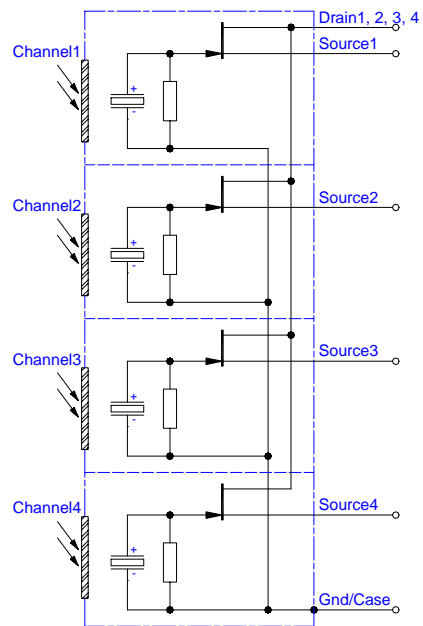 Drain1, 2, 3, 4
Channel1
Source1
+
-
Channel2
Source2
+
-
Channel3
Source3
+
-
Channel4
Source4
+
-
Gnd/Case